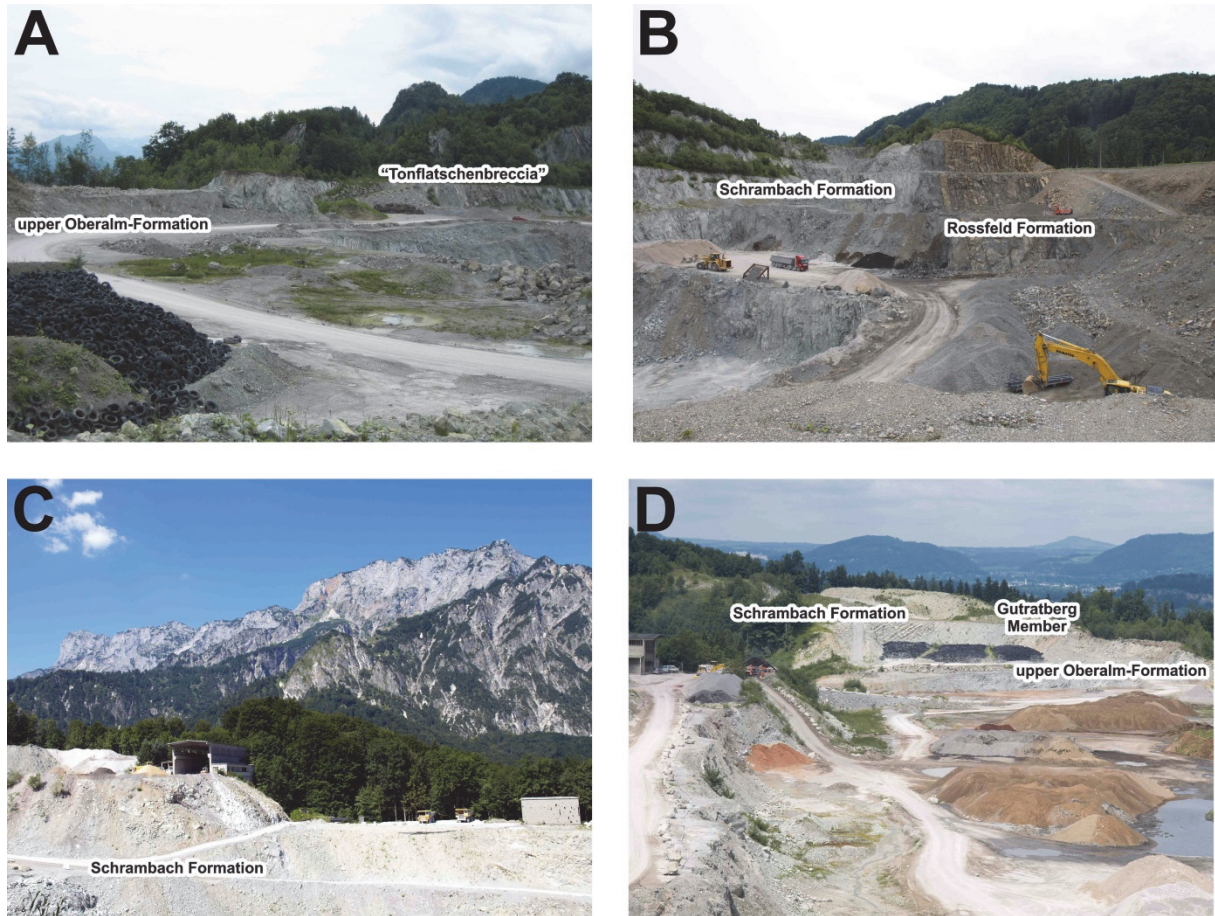 A
"Tonflatschenbreccia"
upper Oberalm-Formation
B
Schrambach Formation
Rossfeld Formation
C
Schrambach Formation
D
Schrambach Formation
Gutratberg
Member
upper Oberalm-Formation